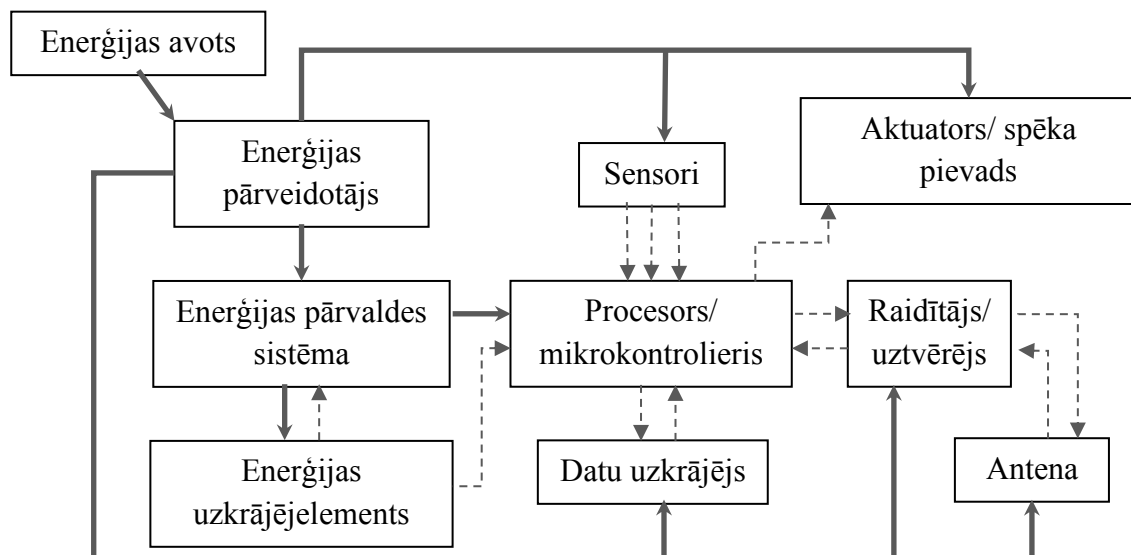 Enerģijas avots
Enerģijas
pārveidotājs
Sensori
Aktuators/ spēka
pievads
Enerģijas pārvaldes
sistēma
Procesors/
mikrokontrolieris
Raidītājs/
uztvērējs
Enerģijas
uzkrājējelements
Datu uzkrājējs
Antena